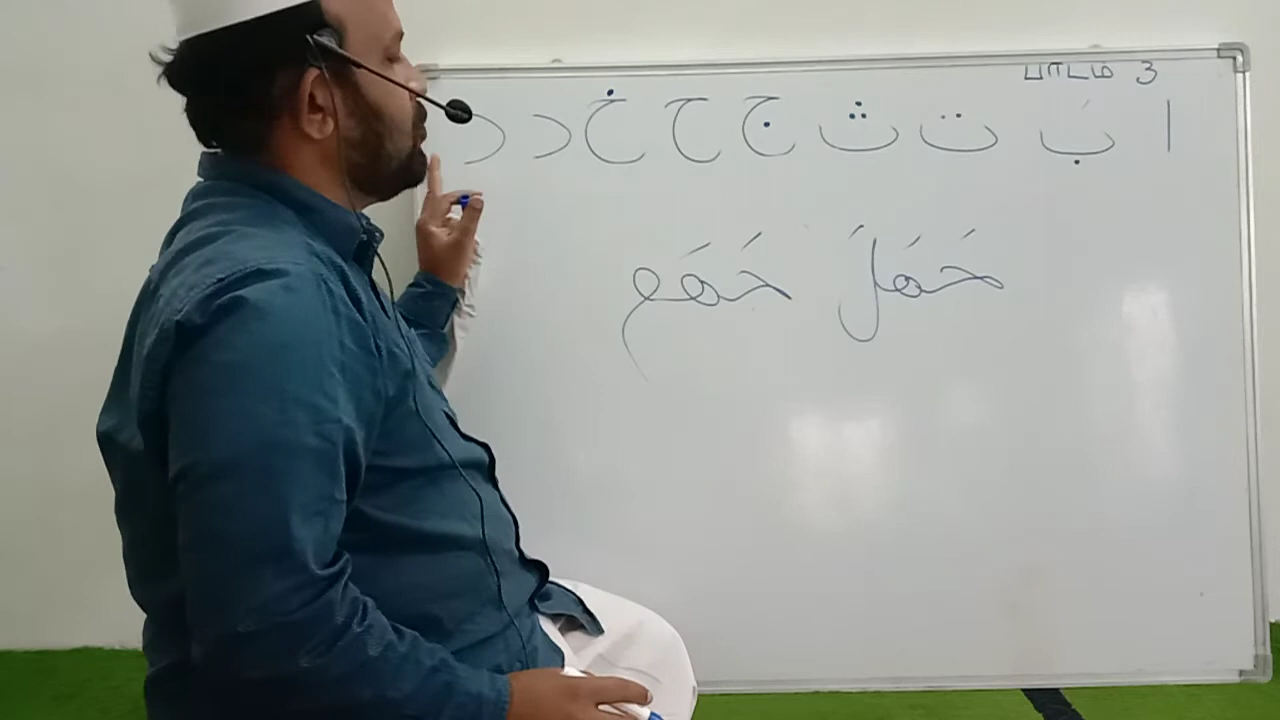 பாடம் 3
ا بَ ت ث ج ح خ د د
حَمَلَ حَمَم